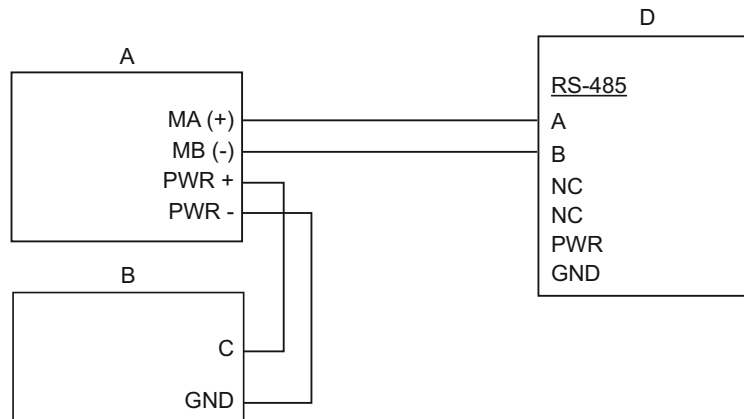 A
MA (+)
MB (-)
PWR +
PWR -
B
C
GND
D
RS-485
A
B
NC
NC
PWR
GND